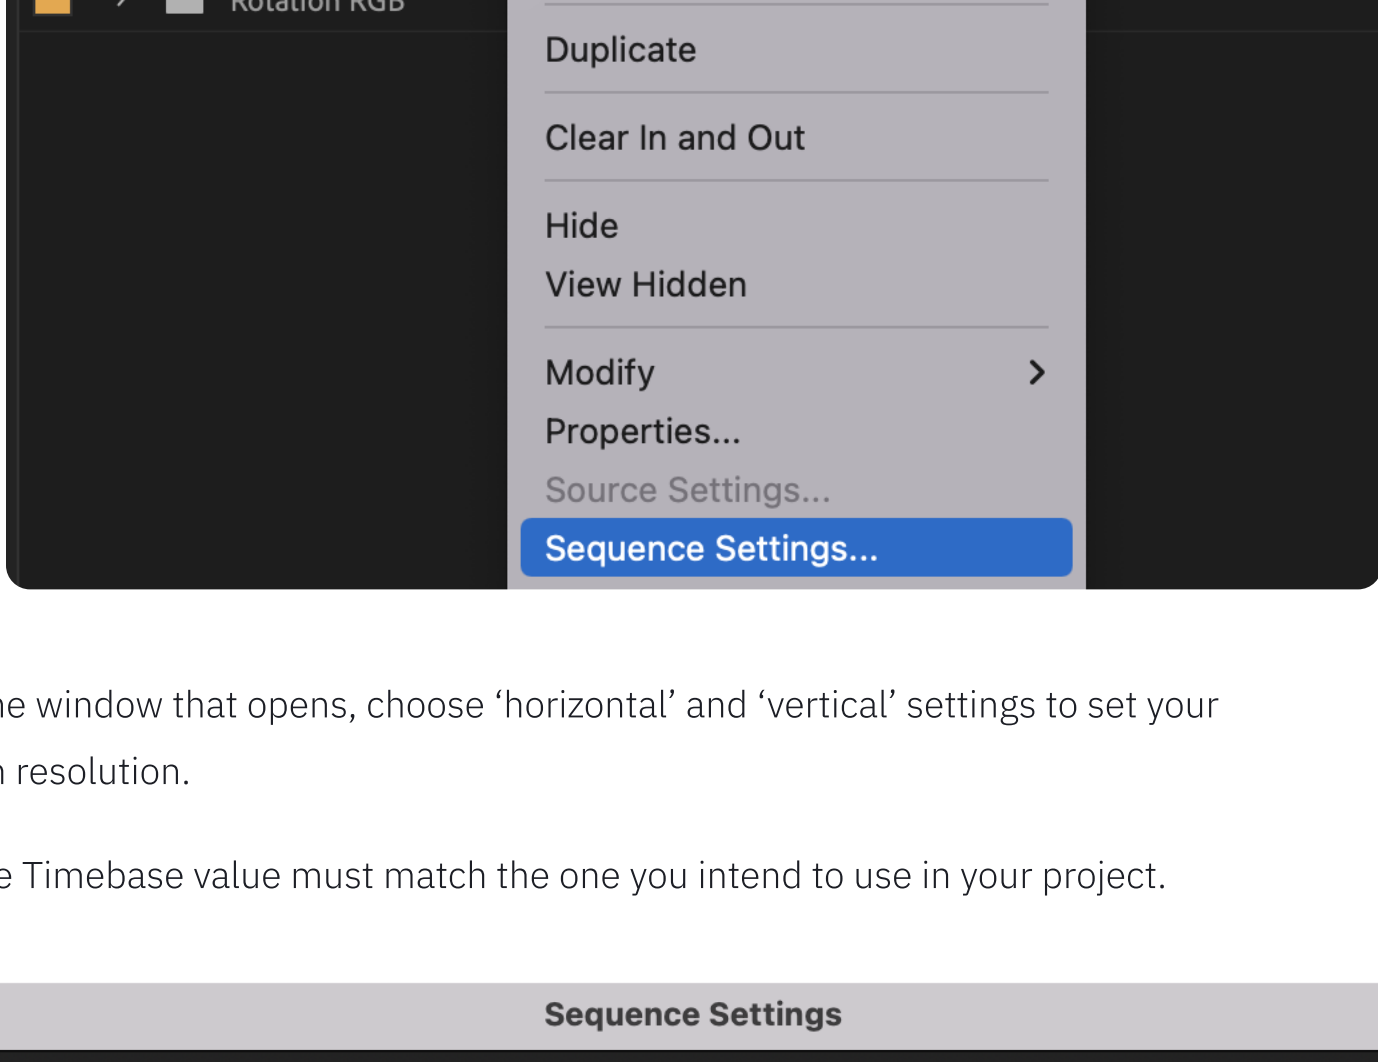 Rotation RGB
Duplicate
Clear In and Out
Hide
View Hidden
Modify
Properties...
Source Settings...
Sequence Settings...
window that opens, choose ‘horizontal’ and ‘vertical’ settings to set your
resolution.
Timebase value must match the one you intend to use in your project.
Sequence Settings